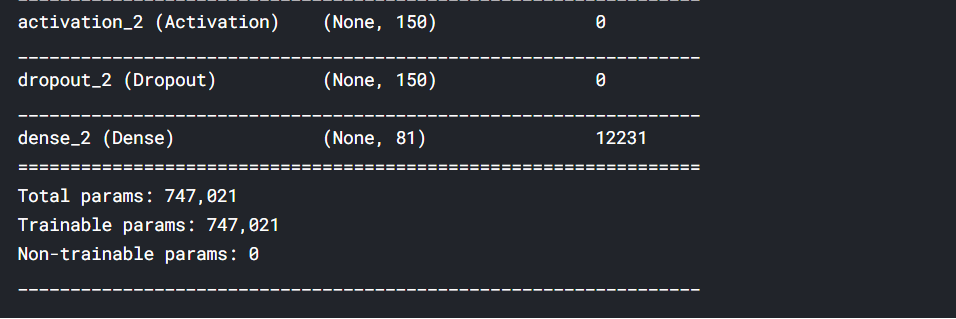 _________________________________________________________________
activation_2 (Activation)    (None, 150)               0
_________________________________________________________________
dropout_2 (Dropout)          (None, 150)               0
_________________________________________________________________
dense_2 (Dense)              (None, 81)                12231
=================================================================
Total params: 747,021
Trainable params: 747,021
Non-trainable params: 0
_________________________________________________________________